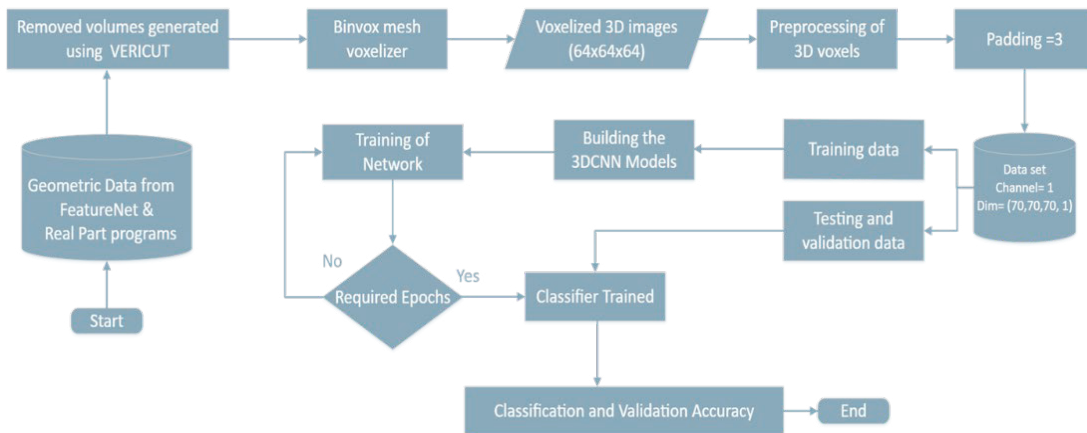 Removed volumes generated
using VERICUT
Binvox mesh
voxelizer
Voxelized 3D images
(64x64x64)
Preprocessing of
3D voxels
Padding =3
Geometric Data from
FeatureNet &
Real Part programs
Start
Training of
Network
Building the
3DCNN Models
Training data
Data set
Channel= 1
Dim= (70,70,70, 1)
Testing and
validation data
No
Required Epochs
Yes
Classifier Trained
Classification and Validation Accuracy
End